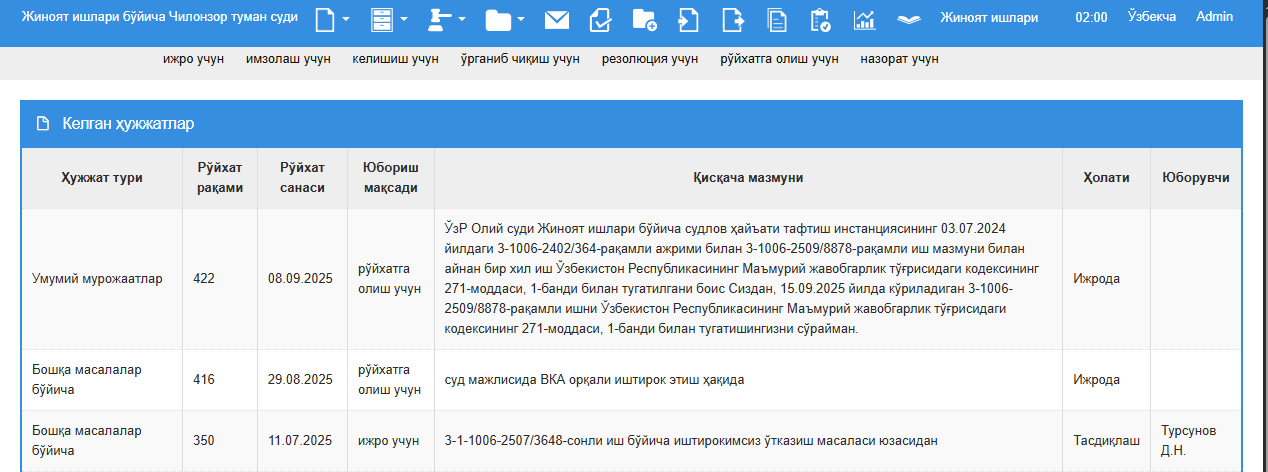 Жиноят ишлари бўйича Чилонзор туман суди
Жиноят ишлари
02:00
Ўзбекча
Admin
ижро учун
имзолаш учун
келишиш учун
ўрганиб чиқиш учун
резолюция учун
рўйхатга олиш учун
назорат учун
Келган ҳужжатлар
Ҳужжат тури
Рўйхат
рақами
Рўйхат
санаси
Юбориш
мақсади
Қисқача мазмуни
Ҳолати
Юборувчи
Умумий мурожаатлар
422
08.09.2025
рўйхатга
олиш учун
ЎзР Олий суди Жиноят ишлари бўйича судлов ҳайъати тафтиш инстанциясининг 03.07.2024
йилдаги 3-1006-2402/364-рақамли ажрими билан 3-1006-2509/8878-рақамли иш мазмуни билан
айнан бир хил иш Ўзбекистон Республикасининг Маъмурий жавобгарлик тўғрисидаги кодексининг
271-моддаси, 1-банди билан тугатилгани боис Сиздан, 15.09.2025 йилда кўриладиган 3-1006-
2509/8878-рақамли ишни Ўзбекистон Республикасининг Маъмурий жавобгарлик тўғрисидаги
кодексининг 271-моддаси, 1-банди билан тугатишингизни сўрайман.
Ижрода
Бошқа масалалар
бўйича
416
29.08.2025
рўйхатга
олиш учун
суд мажлисида ВКА орқали иштирок этиш ҳақида
Ижрода
Бошқа масалалар
бўйича
350
11.07.2025
ижро учун
3-1-1006-2507/3648-сонли иш бўйича иштирокимсиз ўтказиш масаласи юзасидан
Тасдиқлаш
Турсунов
Д.Н.